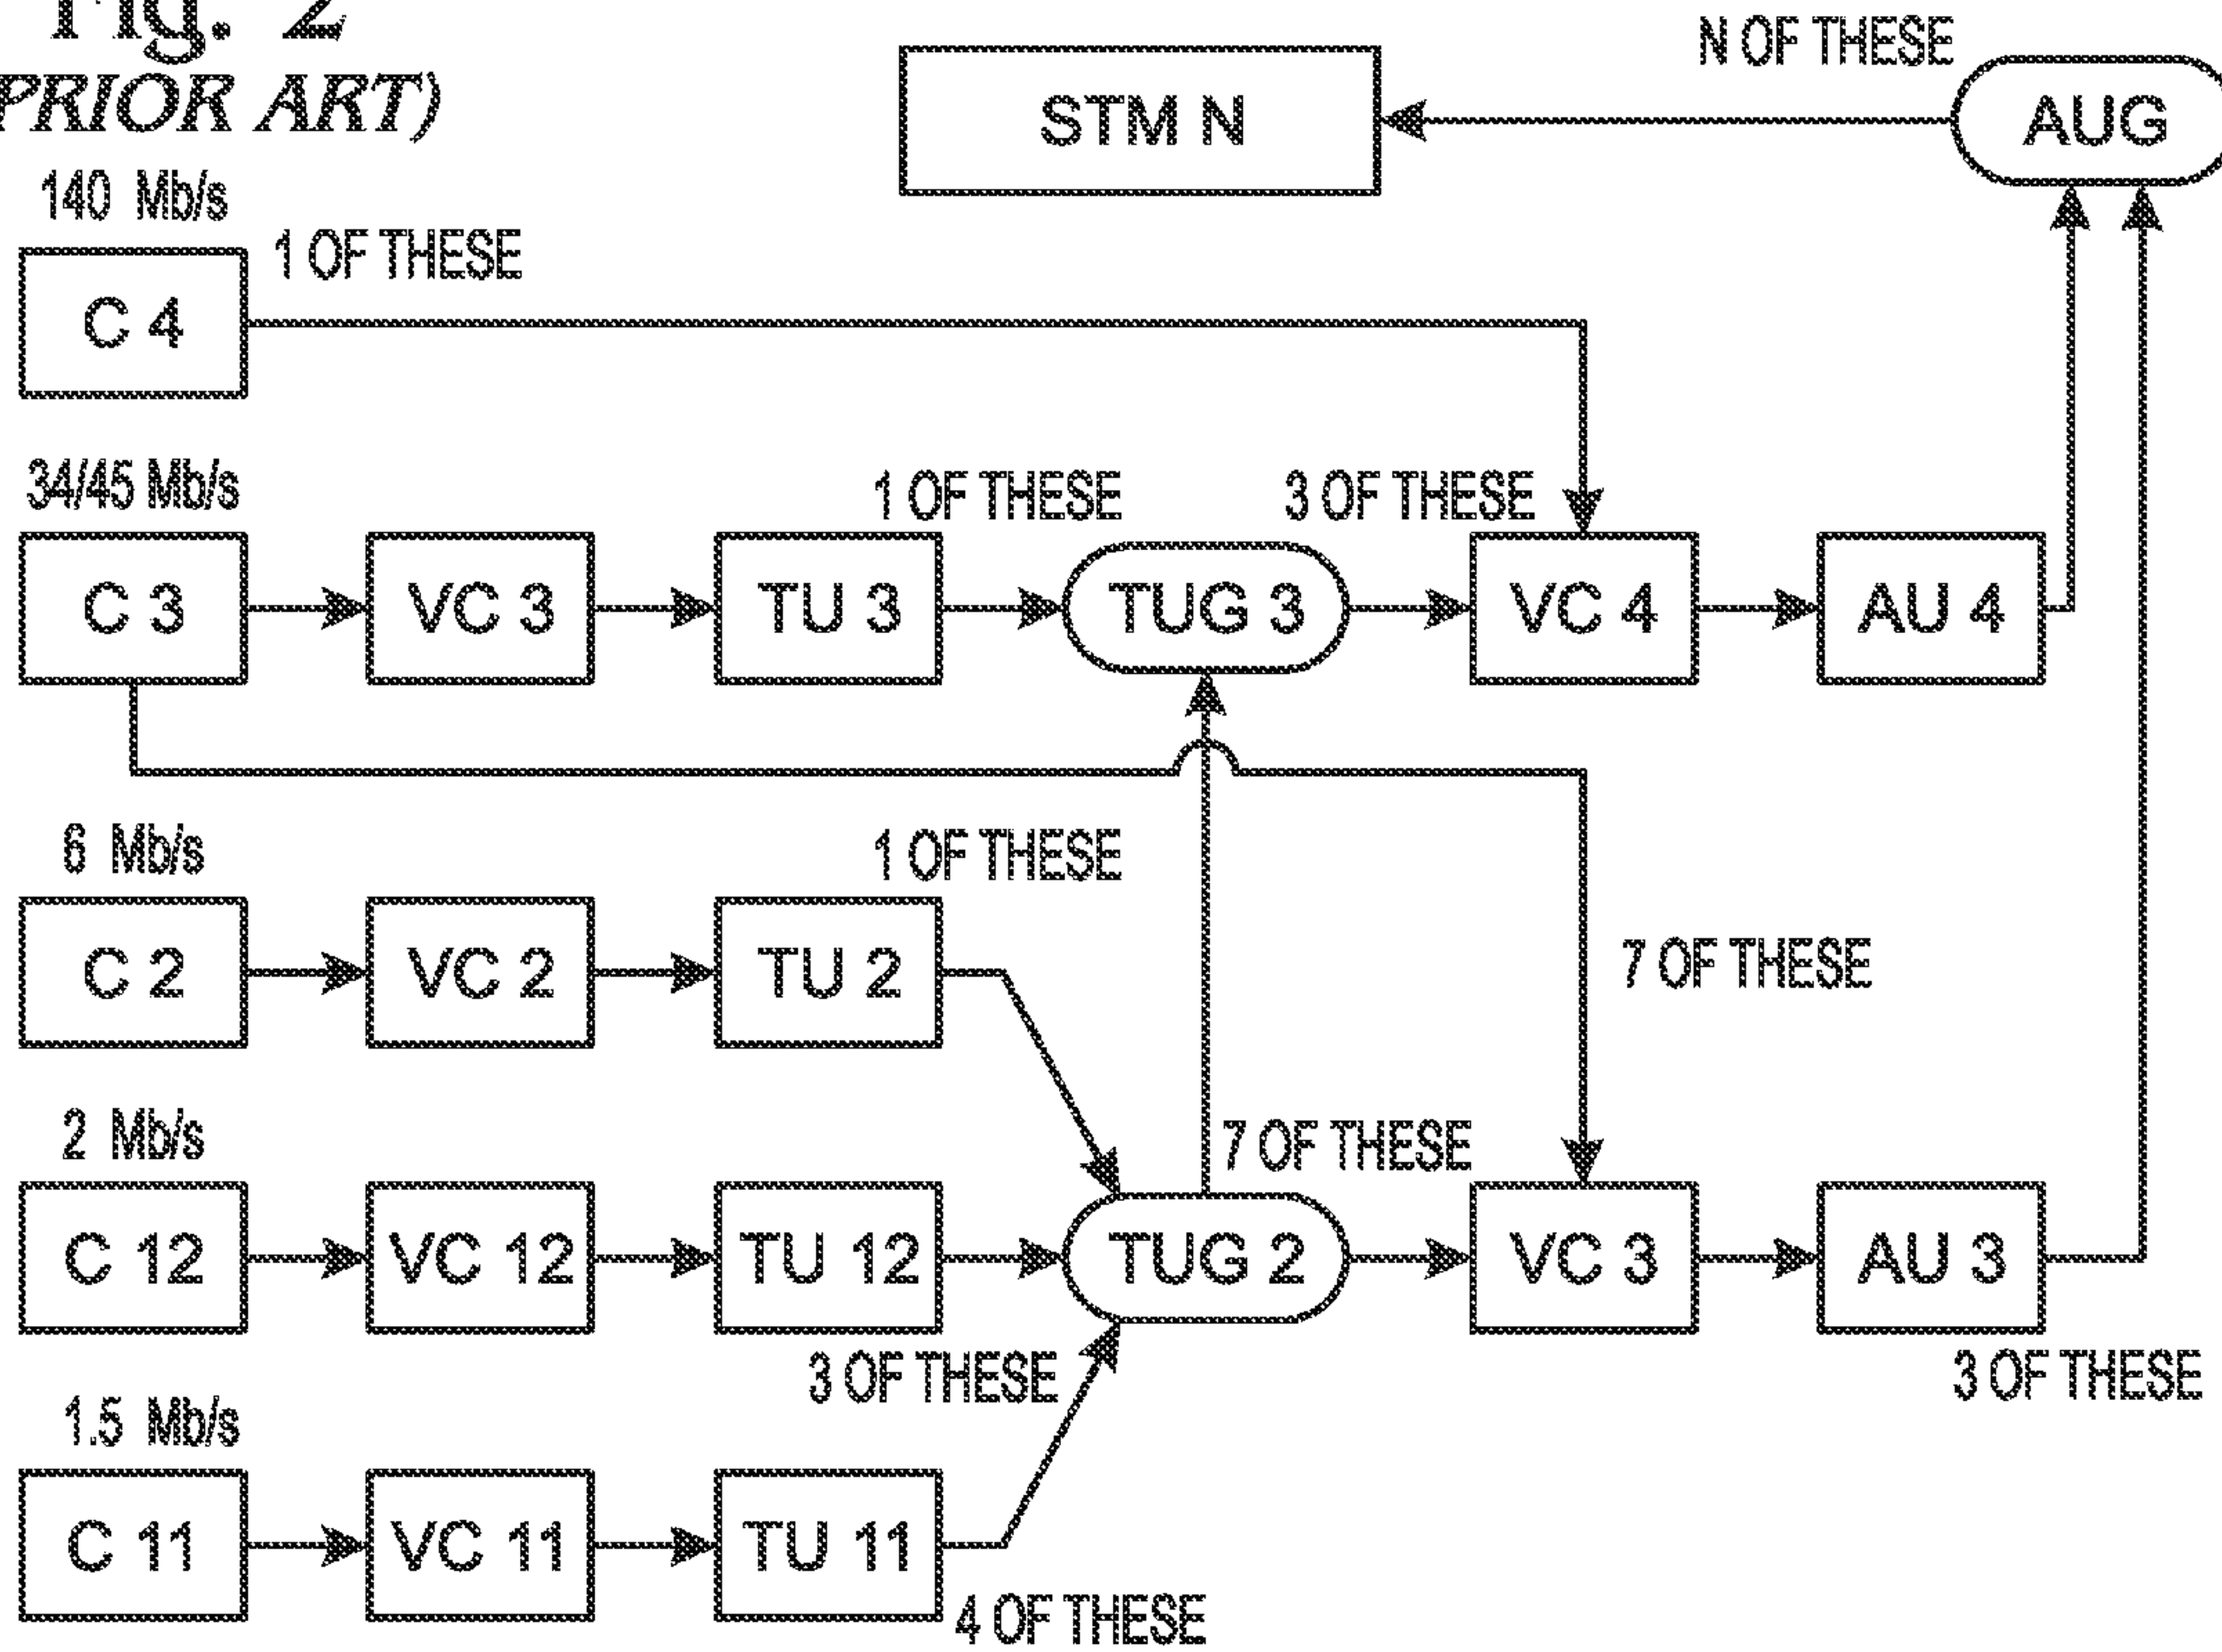 Fig. 2
(PRIOR ART)
N OF THESE
STM N
AUG
140 Mb/s
1 OF THESE
C 4
34/45 Mb/s
1 OF THESE
3 OF THESE
C 3
VC 3
TU 3
TUG 3
VC 4
AU 4
6 Mb/s
1 OF THESE
C 2
VC 2
TU 2
7 OF THESE
2 Mb/s
7 OF THESE
C 12
VC 12
TU 12
TUG 2
VC 3
AU 3
3 OF THESE
3 OF THESE
1.5 Mb/s
C 11
VC 11
TU 11
4 OF THESE